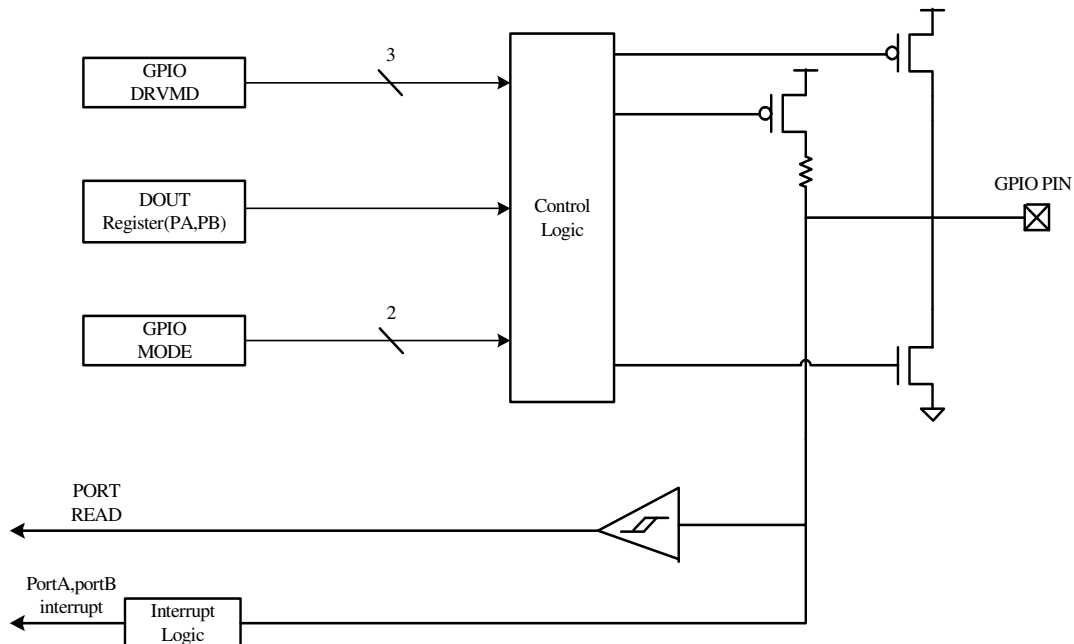 GPIO
DRVMD
3
DOUT
Register(PA,PB)
GPIO
MODE
2
Control
Logic
GPIO PIN
PORT
READ
PortA,portB
interrupt
Interrupt
Logic